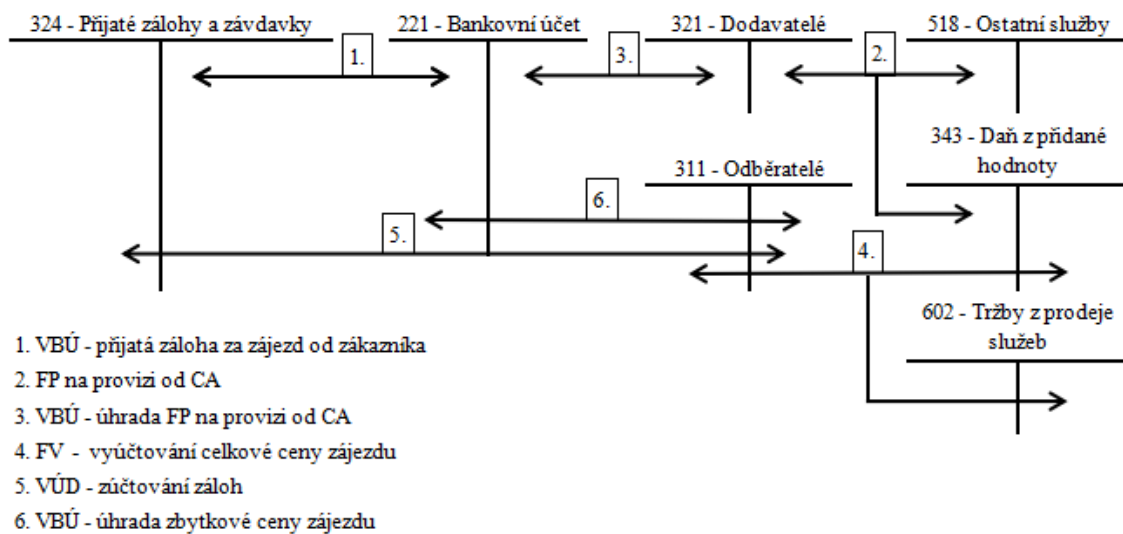 324 - Přijaté zálohy a závdavky
221 - Bankovní účet
321 - Dodavatelé
518 - Ostatní služby
1.
3.
2.
343 - Daň z přidané
hodnoty
311 - Odběratelé
6.
5.
4.
602 - Tržby z prodeje
služeb
1. VBÚ - přijatá záloha za zájezd od zákazníka
2. FP na provizi od CA
3. VBÚ - úhrada FP na provizi od CA
4. FV - vyúčtování celkové ceny zájezdu
5. VÚD - zúčtování záloh
6. VBÚ - úhrada zbytkové ceny zájezdu